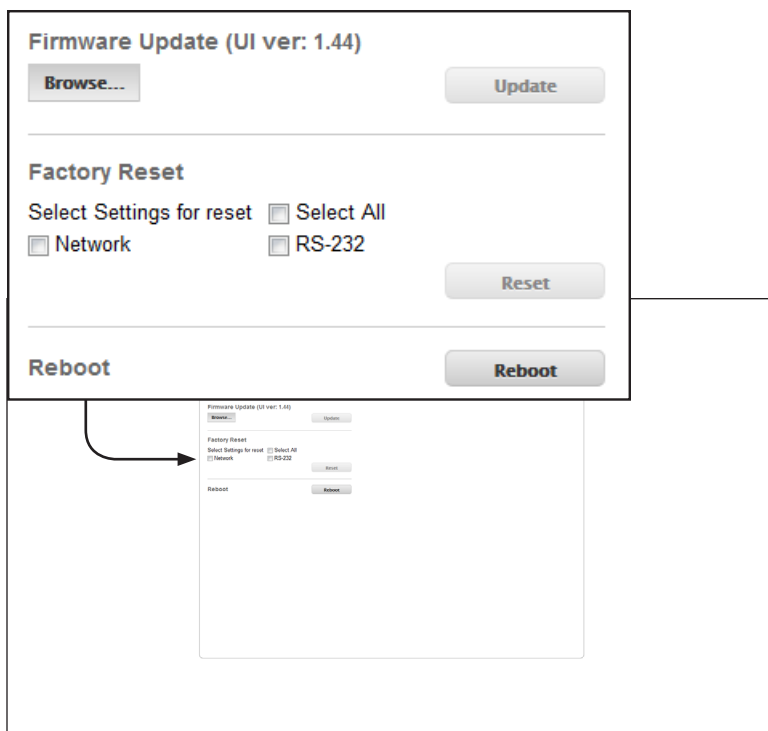 Firmware Update (UI ver: 1.44)
Browse...
Update
Factory Reset
Select Settings for reset Select All
Network RS-232
Reset
Reboot Reboot
Firmware Update (UI ver: 1.44)
Browse... Update
Factory Reset
Select Settings for reset Select All
Network RS-232
Reset
Reboot Reboot